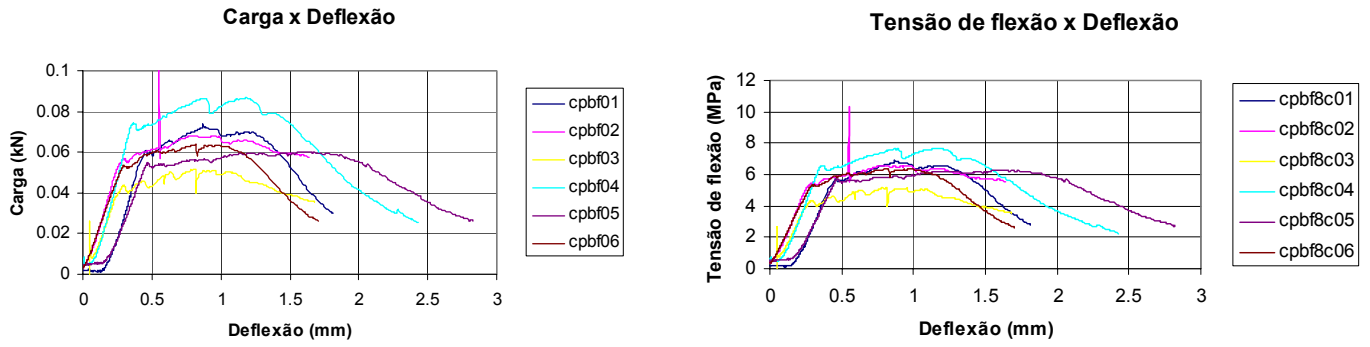 Carga x Deflexão
Carga (kN)
0.1
0.08
0.06
0.04
0.02
0
0 0.5 1 1.5 2 2.5 3
Deflexão (mm)
cpbf01
cpbf02
cpbf03
cpbf04
cpbf05
cpbf06
Tensão de flexão x Deflexão
Tensão de flexão (MPa)
12
10
8
6
4
2
0
0 0.5 1 1.5 2 2.5 3
Deflexão (mm)
cpbf8c01
cpbf8c02
cpbf8c03
cpbf8c04
cpbf8c05
cpbf8c06